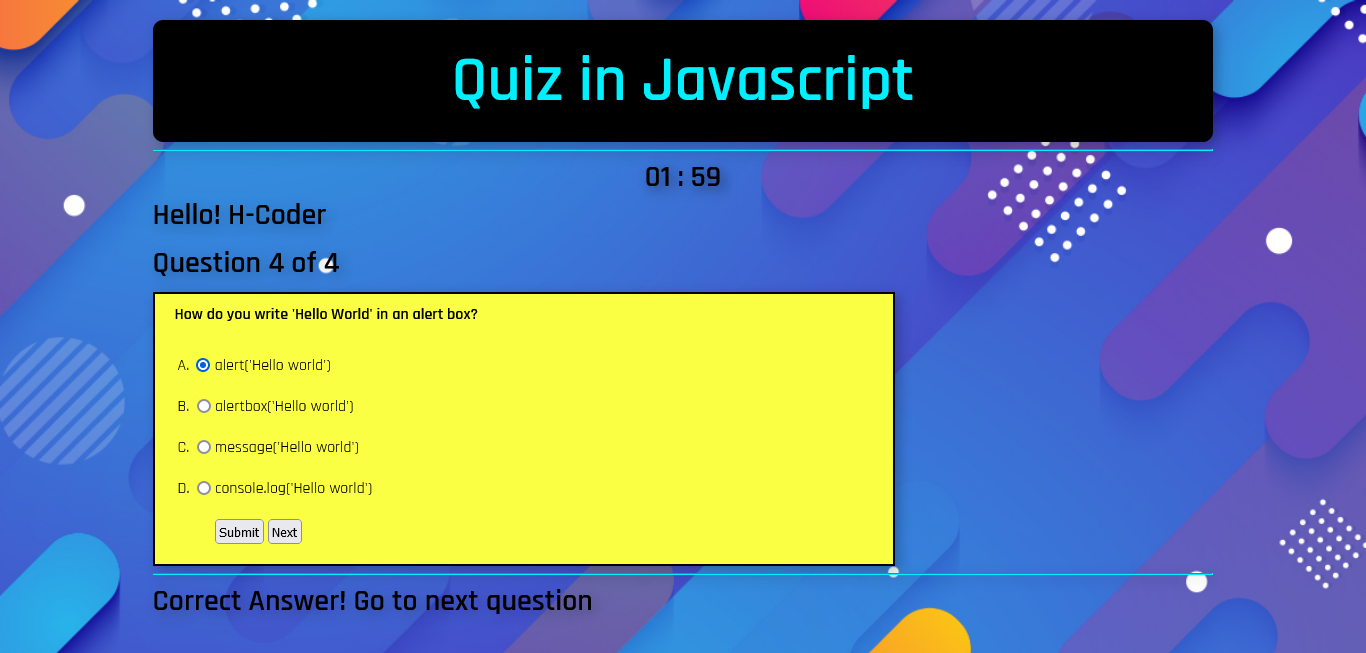 Quiz in Javascript
01 : 59
Hello! H-Coder
Question 4 of 4
How do you write 'Hello World' in an alert box?
A. alert('Hello world')
B. alertbox('Hello world')
C. message('Hello world')
D. console.log('Hello world')
Submit Next
Correct Answer! Go to next question